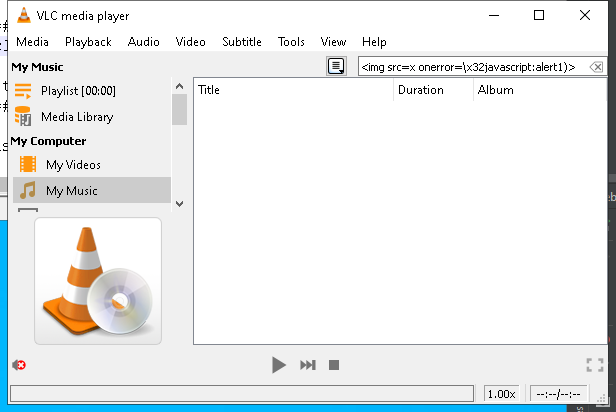 VLC media player
Media Playback Audio Video Subtitle Tools View Help
My Music
<img src=x onerror=\x32javascript:alert1)>
Playlist [00:00]
Media Library
My Computer
My Videos
My Music
Title Duration Album
1.00x
--:--/--:--